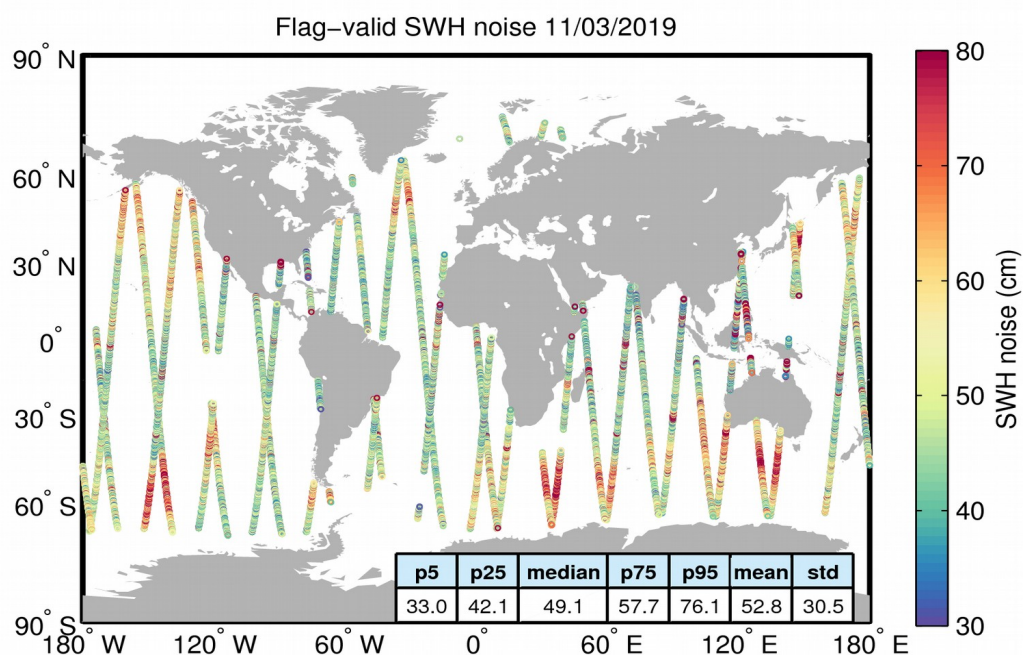 Flag−valid SWH noise 11/03/2019
90° N
60° N
30° N
0°
30° S
60° S
90° S
180° W
120° W
60° W
0°
60° E
120° E
180° E
80
70
60
50
40
30
SWH noise (cm)
p5 p25 median p75 p95 mean std
33.0 42.1 49.1 57.7 76.1 52.8 30.5